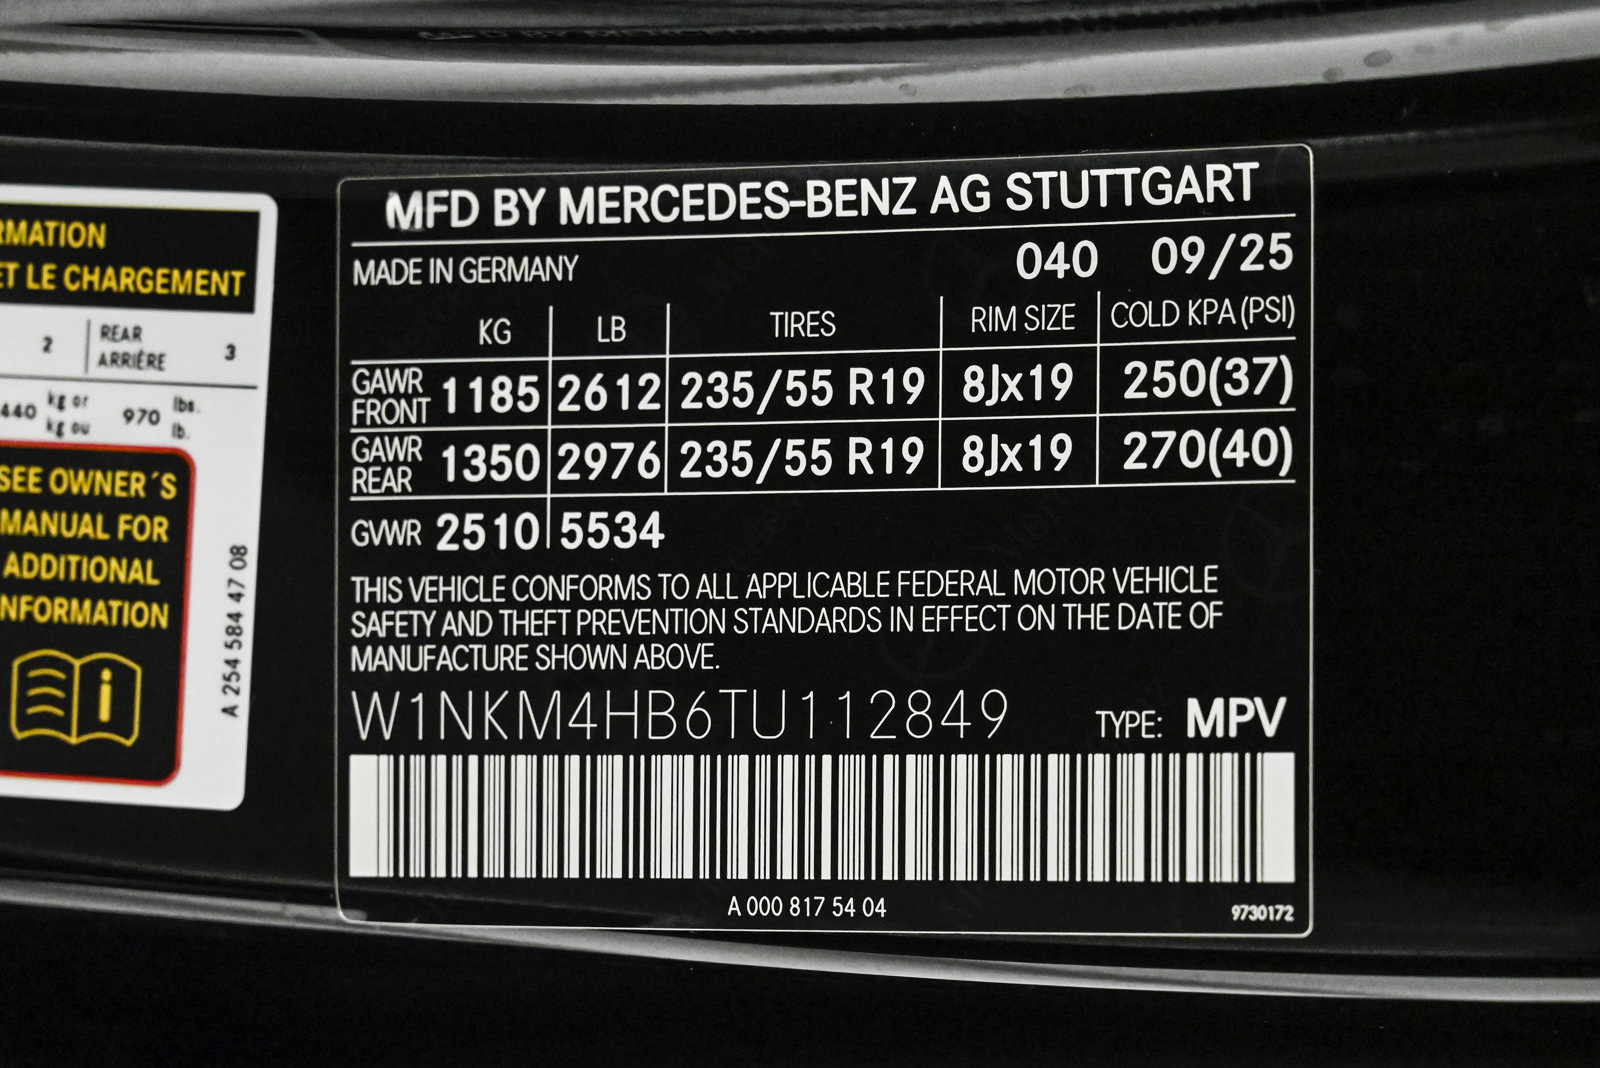 RMATION
ET LE CHARGEMENT
2 REAR ARRIÈRE 3
440 kg or kg ou 970 lbs. lb.
SEE OWNER´S
MANUAL FOR
ADDITIONAL
NFORMATION
A 254 584 47 08
MFD BY MERCEDES-BENZ AG STUTTGART
MADE IN GERMANY 040 09/25
KG LB TIRES RIM SIZE COLD KPA (PSI)
GAWR FRONT 1185 2612 235/55 R19 8Jx19 250(37)
GAWR REAR 1350 2976 235/55 R19 8Jx19 270(40)
GVWR 2510 5534
THIS VEHICLE CONFORMS TO ALL APPLICABLE FEDERAL MOTOR VEHICLE
SAFETY AND THEFT PREVENTION STANDARDS IN EFFECT ON THE DATE OF
MANUFACTURE SHOWN ABOVE.
W1NKM4HB6TU112849 TYPE: MPV
A 000 817 54 04
9730172